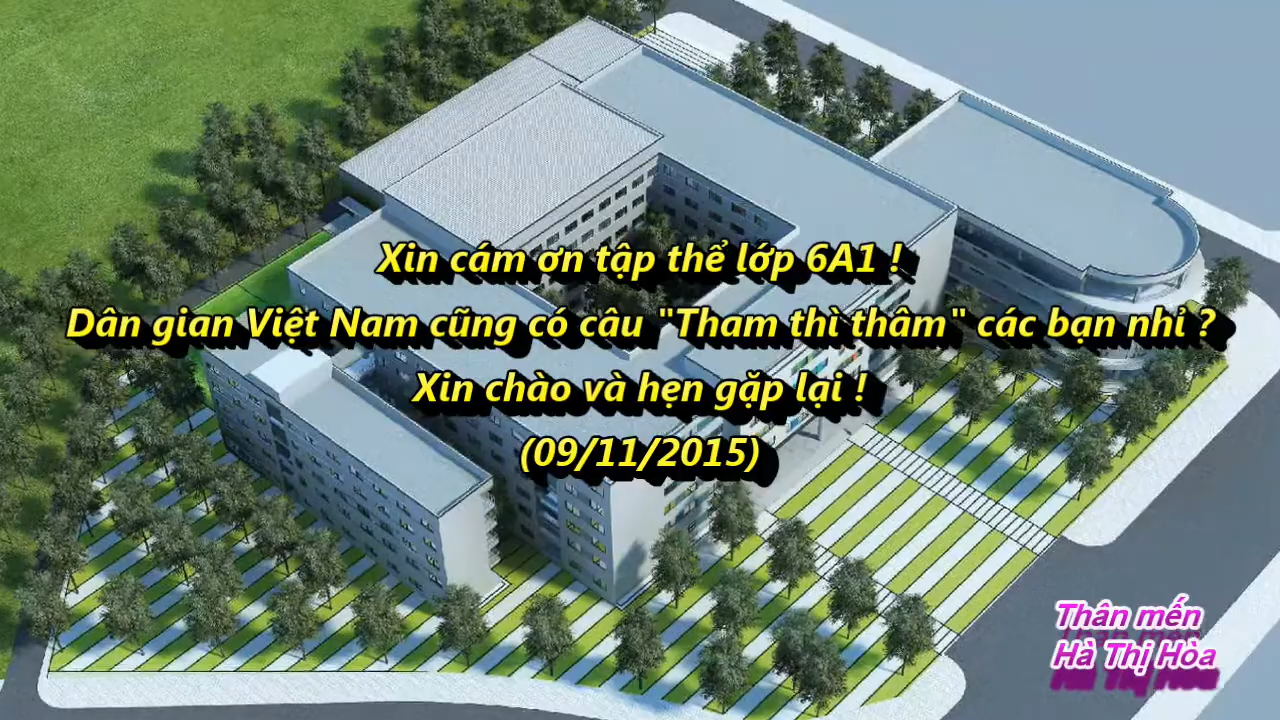 Xin cám ơn tập thể lớp 6A1 !
Dân gian Việt Nam cũng có câu "Tham thì thâm" các bạn nhỉ ?
Xin chào và hẹn gặp lại !
(09/11/2015)
Thân mến
Hà Thị Hòa